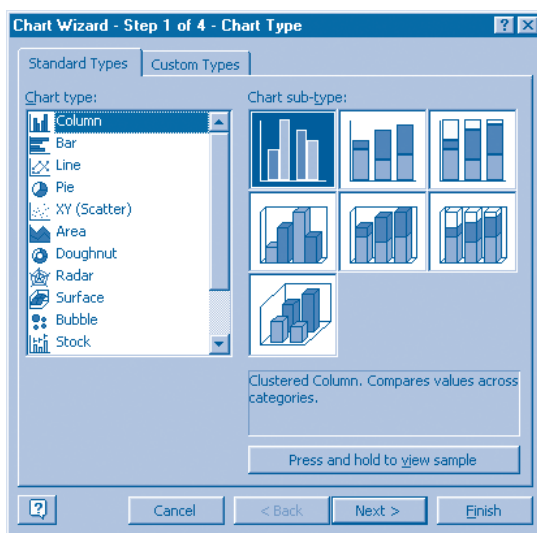 Chart Wizard - Step 1 of 4 - Chart Type
Standard Types
Custom Types
Chart type:
Column
Bar
Line
Pie
XY (Scatter)
Area
Doughnut
Radar
Surface
Bubble
Stock
Chart sub-type:
Clustered Column. Compares values across
categories.
Press and hold to view sample
Cancel
< Back
Next >
Finish